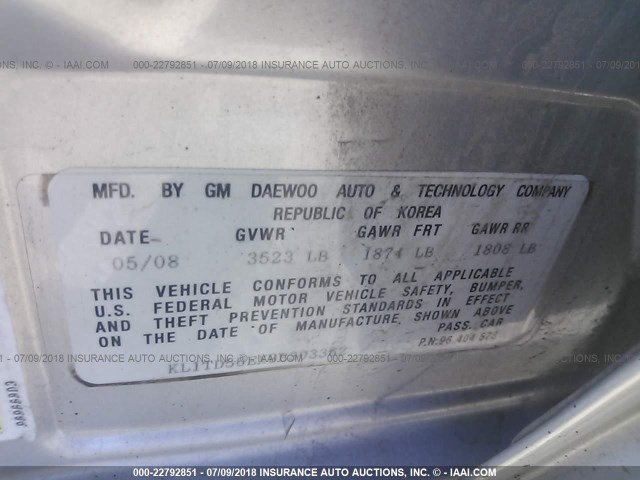 000-22792851 - 07/09/2018 INSURANCE AUTO AUCTIONS - IAAI.COM
MFD. BY GM DAEWOO AUTO & TECHNOLOGY COMPANY
REPUBLIC OF KOREA
DATE GVWR GAWR FRT GAWR RR
05/08 3523 LB 1874 LB 1808 LB
THIS VEHICLE CONFORMS TO ALL APPLICABLE
U.S. FEDERAL MOTOR VEHICLE SAFETY, BUMPER,
AND THEFT PREVENTION STANDARDS IN EFFECT
ON THE DATE OF MANUFACTURE, SHOWN ABOVE
PASS. CAR
000-22792851 - 07/09/2018 INSURANCE AUTO AUCTIONS - IAAI.COM